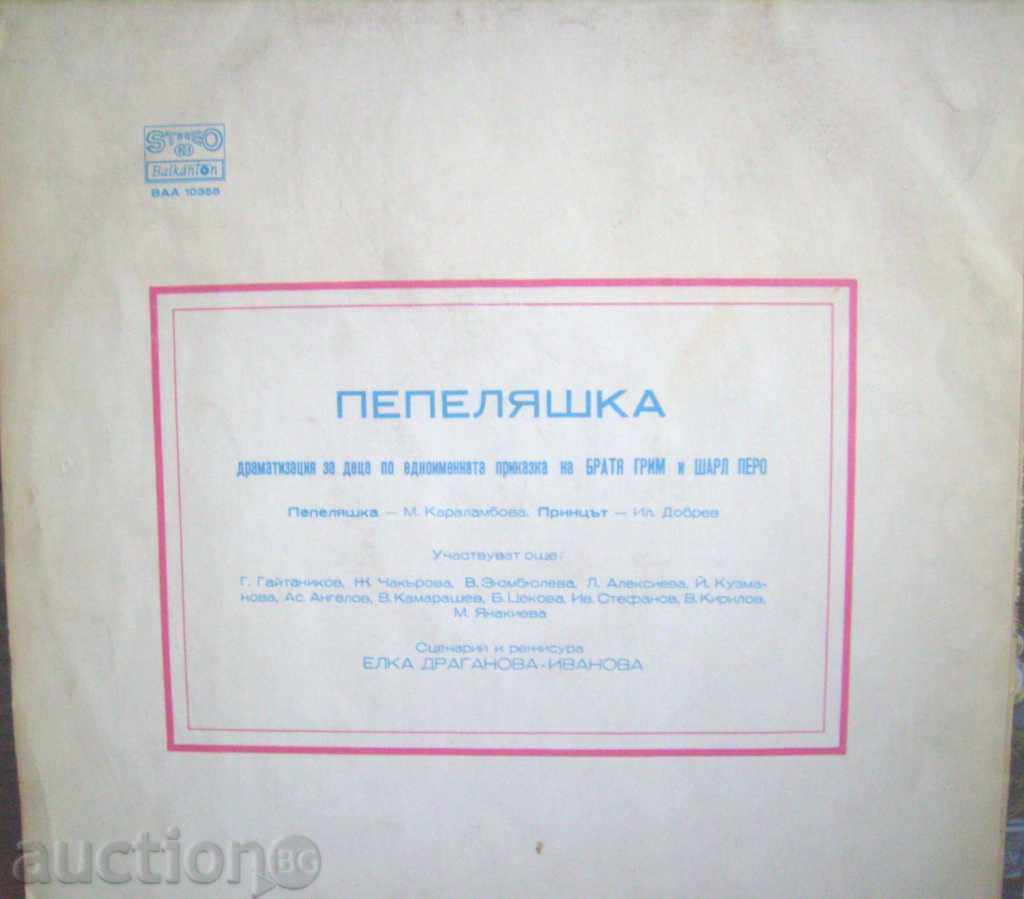 STEREO
Balkanton
ВАА 10355
ПЕПЕЛЯШКА
драматизация за деца по едноименната приказка на БРАТЯ ГРИМ и ШАРЛ ПЕРО
Пепеляшка – М. Караламбова, Принцът – Ил. Добрев
Участвуват още:
Г. Гайтаников, Ж. Чакърова, В. Зюмбюлева, Л. Алексиева, Й. Кузма-
нова, Ас. Ангелов, В. Камарашев, Б. Цекова, Ив. Стефанов, В. Кирилов,
М. Янакиева
Сценарий и режисура
ЕЛКА ДРАГАНОВА-ИВАНОВА
auction BG